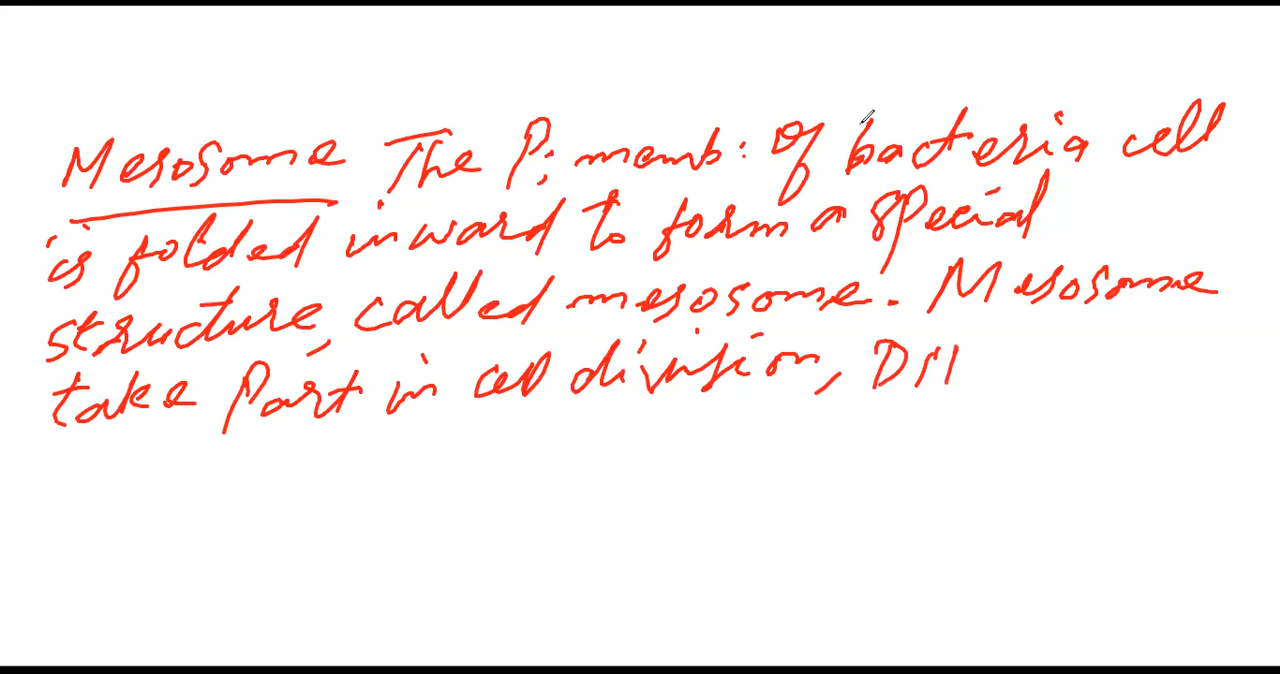 Mesosome The P; memb: Of bacteria cell
is folded inward to form a special
structure, called mesosome. Mesosome
take Part in cell division,